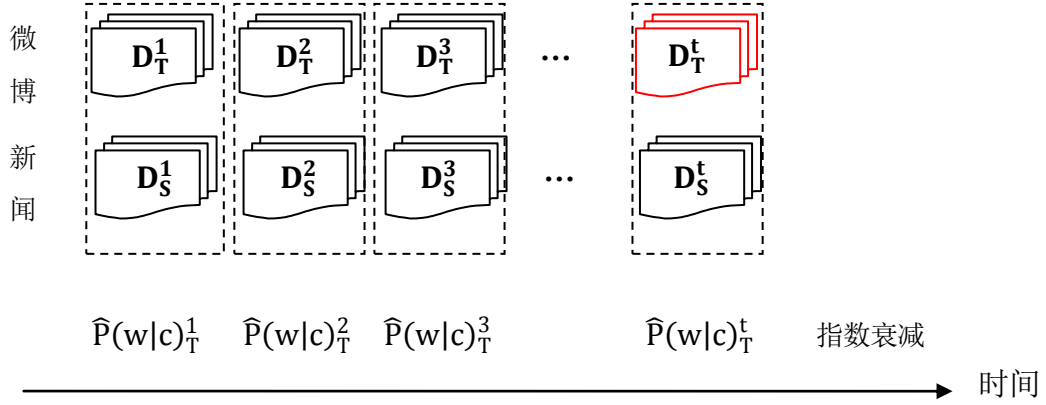 微博 D_T^1 D_T^2 D_T^3 ... D_T^t
新闻 D_S^1 D_S^2 D_S^3 ... D_S^t
P̂(w|c)_T^1 P̂(w|c)_T^2 P̂(w|c)_T^3 P̂(w|c)_T^t 指数衰减
时间